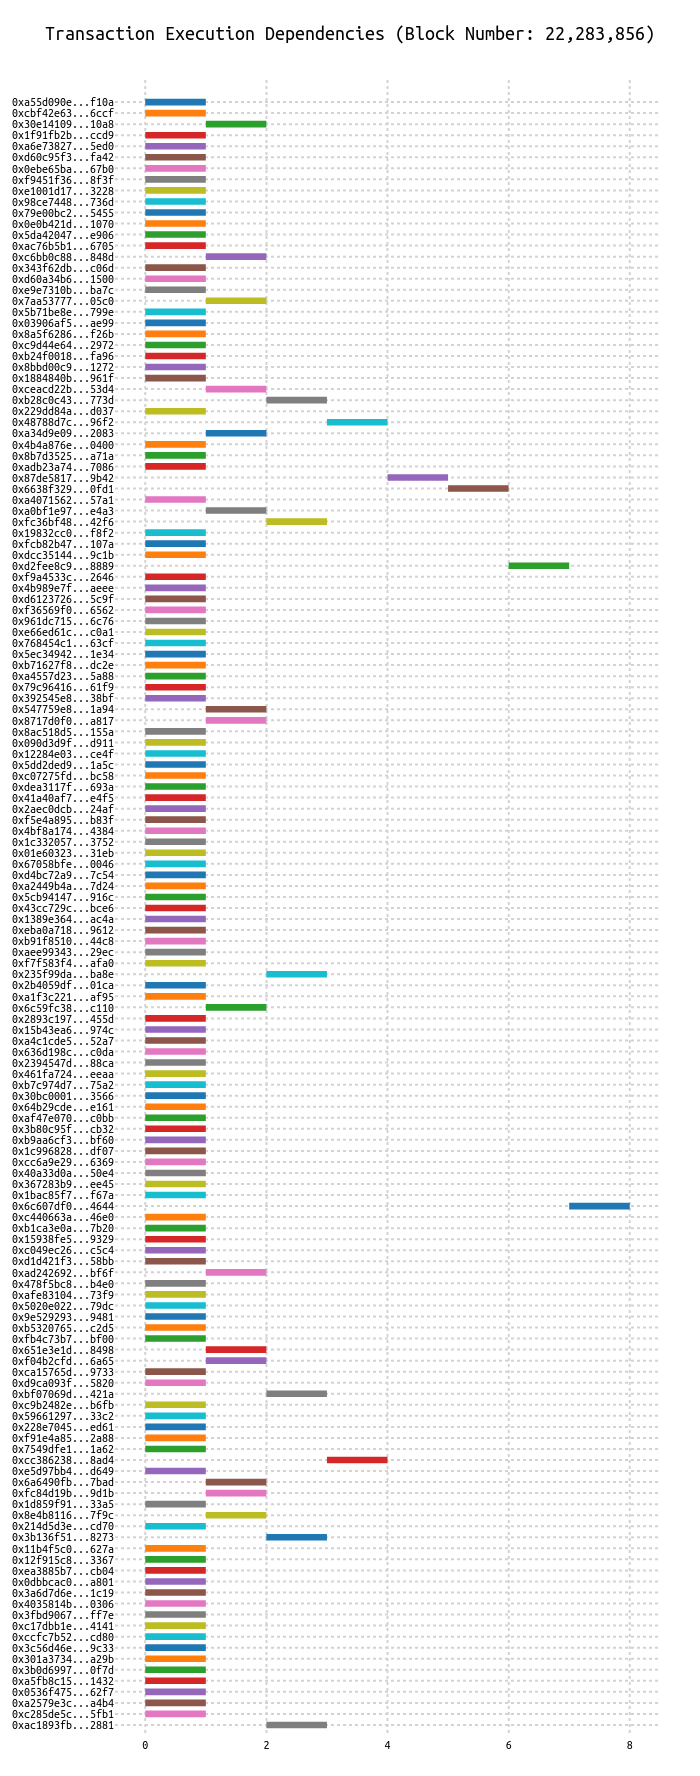 Transaction Execution Dependencies (Block Number: 22,283,856)
0xa55d090e...f10a
0xcbf42e63...6ccf
0x30e14109...10a8
0x1f91fb2b...ccd9
0xa6e73827...5ed0
0xd60c95f3...fa42
0x0ebe65ba...67b0
0xf9451f36...8f3f
0xe1001d17...3228
0x98ce7448...736d
0x79e00bc2...5455
0x0e0b421d...1070
0x5da42047...e906
0xac76b5b1...6705
0xc6bb0c88...848d
0x343f62db...c06d
0xd60a34b6...1500
0xe9e7310b...ba7c
0x7aa53777...05c0
0x5b71be8e...799e
0x03906af5...ae99
0x8a5f6286...f26b
0xc9d44e64...2972
0xb24f0018...fa96
0x8bbd00c9...1272
0x1884840b...961f
0xceacd22b...53d4
0xb28c0c43...773d
0x229dd84a...d037
0x48788d7c...96f2
0xa34d9e09...2083
0x4b4a876e...0400
0x8b7d3525...a71a
0xadb23a74...7086
0x87de5817...9b42
0x6638f329...0fd1
0xa4071562...57a1
0xa0bf1e97...e4a3
0xfc36bf48...42f6
0x19832cc0...f8f2
0xfcb82b47...107a
0xdcc35144...9c1b
0xd2fee8c9...8889
0xf9a4533c...2646
0x4b989e7f...aeee
0xd6123726...5c9f
0xf36569f0...6562
0x961dc715...6c76
0xe66ed61c...c0a1
0x768454c1...63cf
0x5ec34942...1e34
0xb71627f8...dc2e
0xa4557d23...5a88
0x79c96416...61f9
0x392545e8...38bf
0x547759e8...1a94
0x8717d0f0...a817
0x8ac518d5...155a
0x090d3d9f...d911
0x12284e03...ce4f
0x5dd2ded9...1a5c
0xc07275fd...bc58
0xdea3117f...693a
0x41a40af7...e4f5
0x2aec0dcb...24af
0xf5e4a895...b83f
0x4bf8a174...4384
0x1c332057...3752
0x01e60323...31eb
0x67058bfe...0046
0xd4bc72a9...7c54
0xa2449b4a...7d24
0x5cb94147...916c
0x43cc729c...bce6
0x1389e364...ac4a
0xeba0a718...9612
0xb91f8510...44c8
0xaee99343...29ec
0xf7f583f4...afa0
0x235f99da...ba8e
0x2b4059df...01ca
0xa1f3c221...af95
0x6c59fc38...c110
0x2893c197...455d
0x15b43ea6...974c
0xa4c1cde5...52a7
0x636d198c...c0da
0x2394547d...88ca
0x461fa724...eeaa
0xb7c974d7...75a2
0x30bc0001...3566
0x64b29cde...e161
0xaf47e070...c0bb
0x3b80c95f...cb32
0xb9aa6cf3...bf60
0x1c996828...df07
0xcc6a9e29...6369
0x40a33d0a...50e4
0x367283b9...ee45
0x1bac85f7...f67a
0x6c607df0...4644
0xc440663a...46e0
0xb1ca3e0a...7b20
0x15938fe5...9329
0xc049ec26...c5c4
0xd1d421f3...58bb
0xad242692...bf6f
0x478f5bc8...b4e0
0xafe83104...73f9
0x5020e022...79dc
0x9e529293...9481
0xb5320765...c2d5
0xfb4c73b7...bf00
0x651e3e1d...8498
0xf04b2cfd...6a65
0xca15765d...9733
0xd9ca093f...5820
0xbf07069d...421a
0xc9b2482e...b6fb
0x59661297...33c2
0x228e7045...ed61
0xf91e4a85...2a88
0x7549dfe1...1a62
0xcc386238...8ad4
0xe5d97bb4...d649
0x6a6490fb...7bad
0xfc84d19b...9d1b
0x1d859f91...33a5
0x8e4b8116...7f9c
0x214d5d3e...cd70
0x3b136f51...8273
0x11b4f5c0...627a
0x12f915c8...3367
0xea3885b7...cb04
0x0dbbcac0...a801
0x3a6d7d6e...1c19
0x4035814b...0306
0x3fbd9067...ff7e
0xc17dbb1e...4141
0xccfc7b52...cd80
0x3c56d46e...9c33
0x301a3734...a29b
0x3b0d6997...0f7d
0xa5fb8c15...1432
0x0536f475...62f7
0xa2579e3c...a4b4
0xc285de5c...5fb1
0xac1893fb...2881
0 2 4 6 8